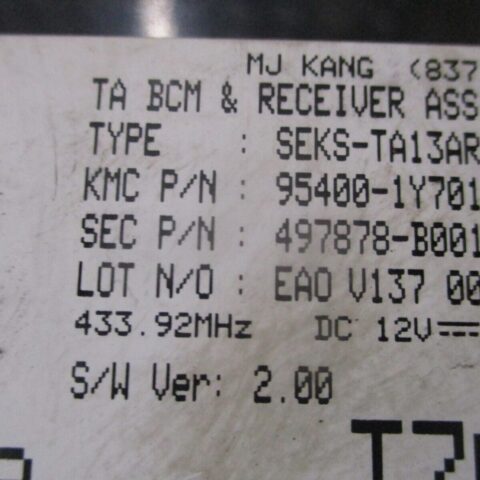 MJ KANG (837
TA BCM & RECEIVER ASS
TYPE : SEKS-TA13AR
KMC P/N : 95400-1Y701
SEC P/N : 497878-B001
LOT N/O : EAO V137 00
433.92MHz DC 12V
S/W Ver: 2.00